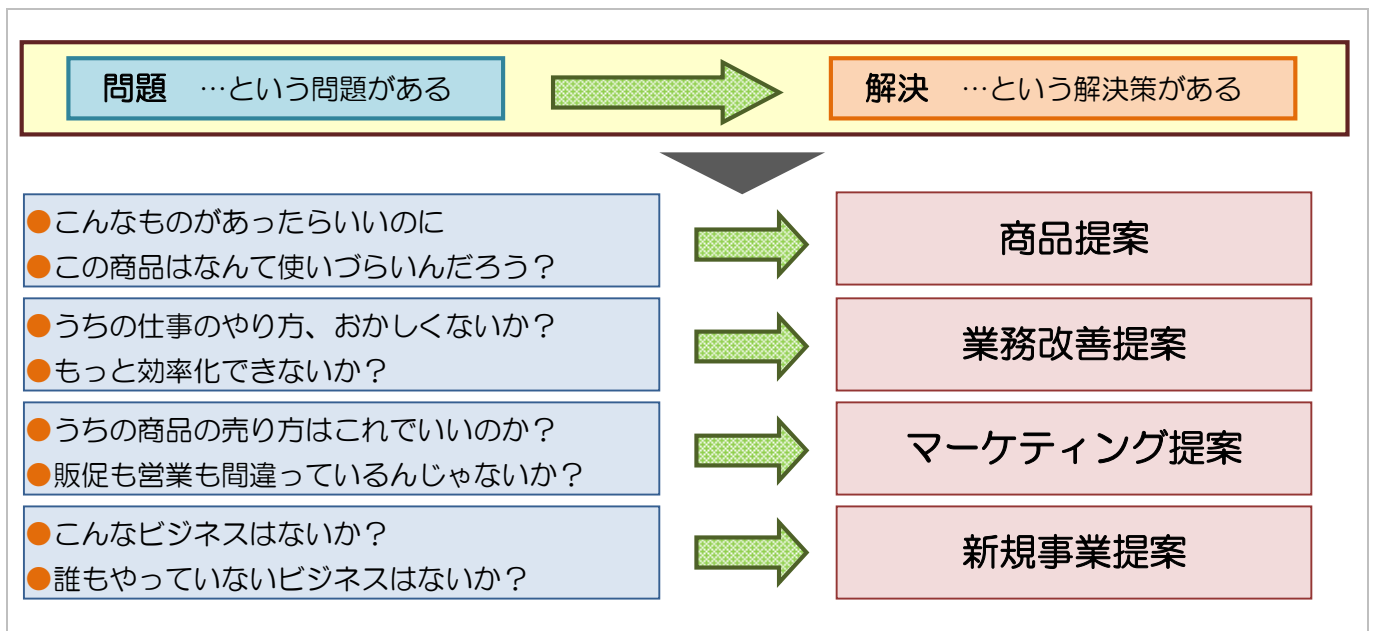 問題 …という問題がある
解決 …という解決策がある
●こんなものがあったらいいのに
●この商品はなんて使いづらいんだろう?
商品提案
●うちの仕事のやり方、おかしくないか?
●もっと効率化できないか?
業務改善提案
●うちの商品の売り方はこれでいいのか?
●販促も営業も間違っているんじゃないか?
マーケティング提案
●こんなビジネスはないか?
●誰もやっていないビジネスはないか?
新規事業提案